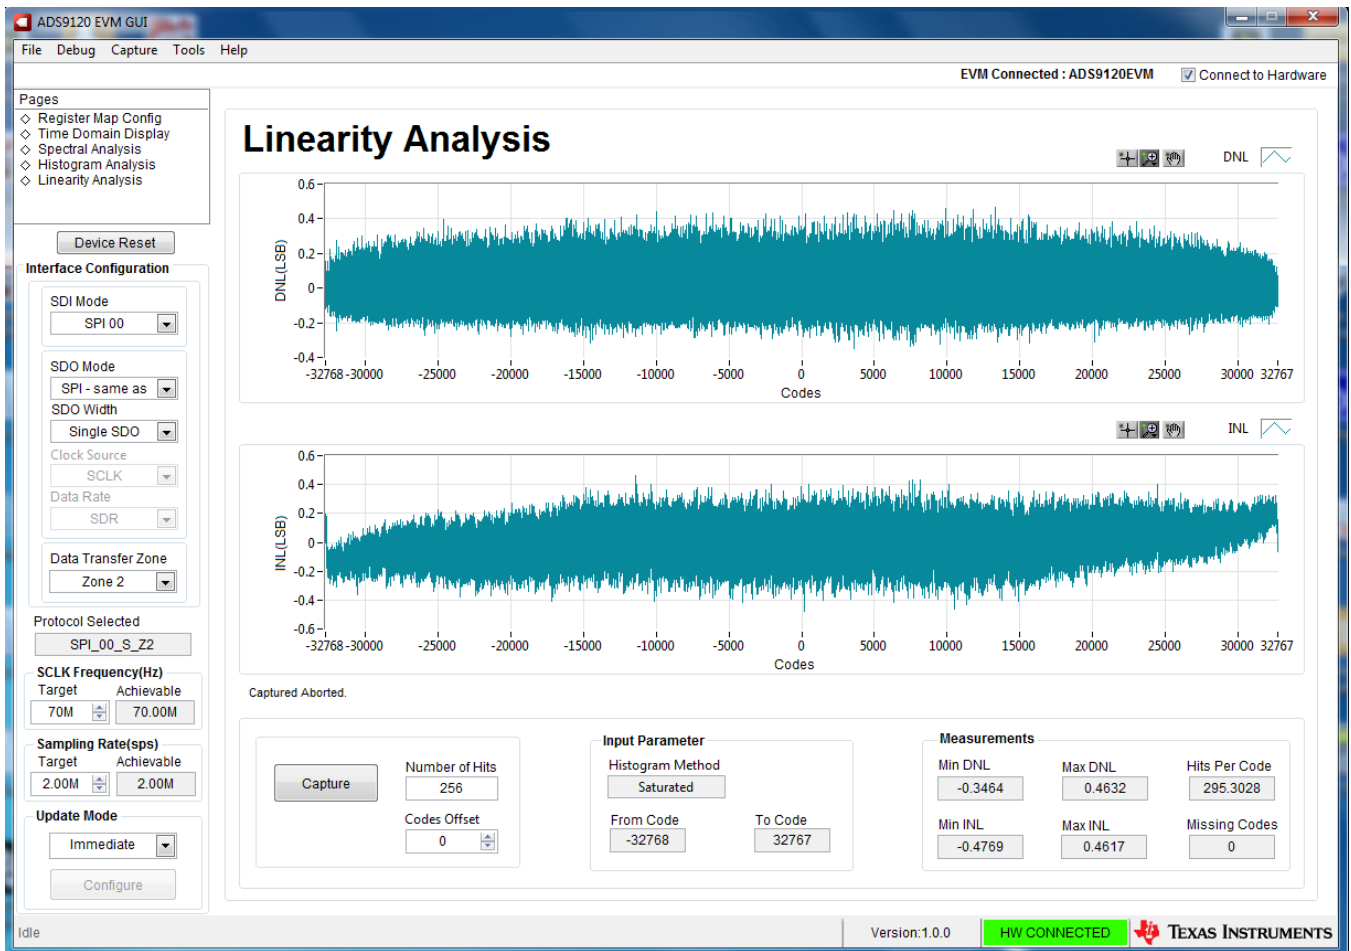 ADS9120 EVM GUI
File Debug Capture Tools Help
EVM Connected : ADS9120EVM Connect to Hardware
Pages
Register Map Config
Time Domain Display
Spectral Analysis
Histogram Analysis
Linearity Analysis
Device Reset
Interface Configuration
SDI Mode
SPI 00
SDO Mode
SPI - same as
SDO Width
Single SDO
Clock Source
SCLK
Data Rate
SDR
Data Transfer Zone
Zone 2
Protocol Selected
SPI_00_S_Z2
SCLK Frequency(Hz)
Target Achievable
70M 70.00M
Sampling Rate(sps)
Target Achievable
2.00M 2.00M
Update Mode
Immediate
Configure
Linearity Analysis
DNL
0.6
0.4
0.2
0
-0.2
-0.4
DNL(LSB)
-32768 -30000 -25000 -20000 -15000 -10000 -5000 0 5000 10000 15000 20000 25000 30000 32767
Codes
INL
0.6
0.4
0.2
0
-0.2
-0.4
-0.6
INL(LSB)
-32768 -30000 -25000 -20000 -15000 -10000 -5000 0 5000 10000 15000 20000 25000 30000 32767
Codes
Captured Aborted.
Capture
Number of Hits
256
Codes Offset
0
Input Parameter
Histogram Method
Saturated
From Code To Code
-32768 32767
Measurements
Min DNL Max DNL Hits Per Code
-0.3464 0.4632 295.3028
Min INL Max INL Missing Codes
-0.4769 0.4617 0
Idle Version:1.0.0 HW CONNECTED TEXAS INSTRUMENTS